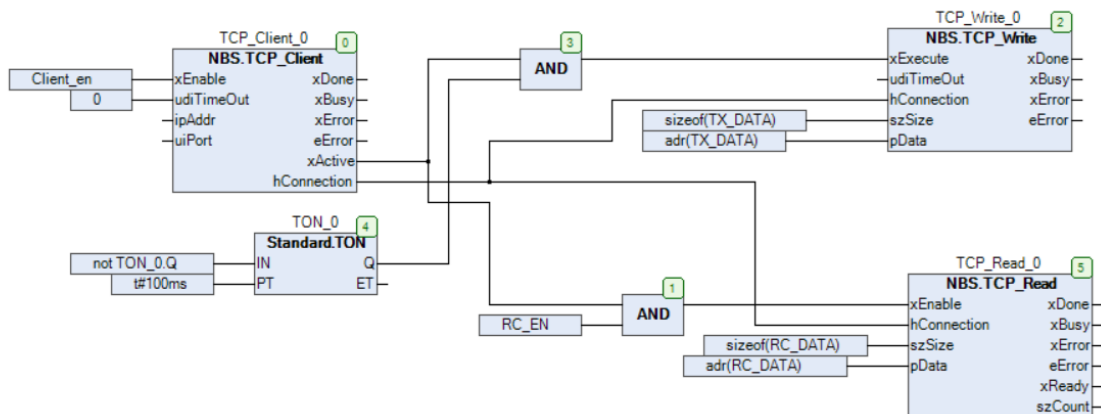 TCP_Client_0
0
NBS.TCP_Client
Client_en
xEnable
xDone
0
udiTimeOut
xBusy
ipAddr
xError
uiPort
eError
xActive
hConnection
3
AND
TCP_Write_0
2
NBS.TCP_Write
xExecute
xDone
udiTimeOut
xBusy
hConnection
xError
sizeof(TX_DATA)
szSize
eError
adr(TX_DATA)
pData
TON_0
4
Standard.TON
not TON_0.Q
IN
Q
t#100ms
PT
ET
1
AND
RC_EN
TCP_Read_0
5
NBS.TCP_Read
xEnable
xDone
hConnection
xBusy
sizeof(RC_DATA)
szSize
xError
adr(RC_DATA)
pData
eError
xReady
szCount